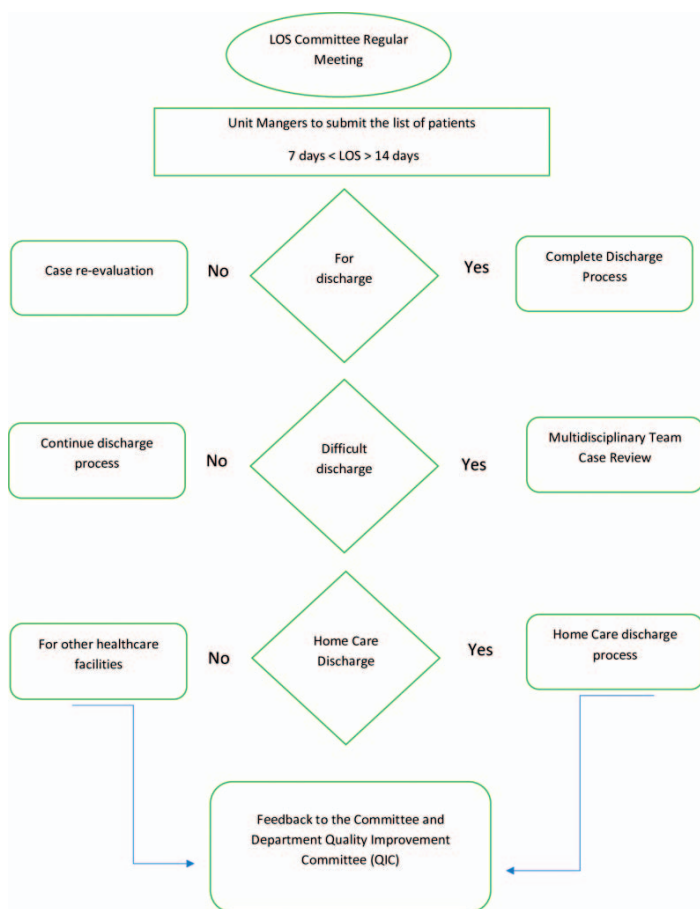 LOS Committee Regular
Meeting
Unit Mangers to submit the list of patients
7 days < LOS > 14 days
Case re-evaluation
No
For
discharge
Yes
Complete Discharge
Process
Continue discharge
process
No
Difficult
discharge
Yes
Multidisciplinary Team
Case Review
For other healthcare
facilities
No
Home Care
Discharge
Yes
Home Care discharge
process
Feedback to the Committee and
Department Quality Improvement
Committee (QIC)